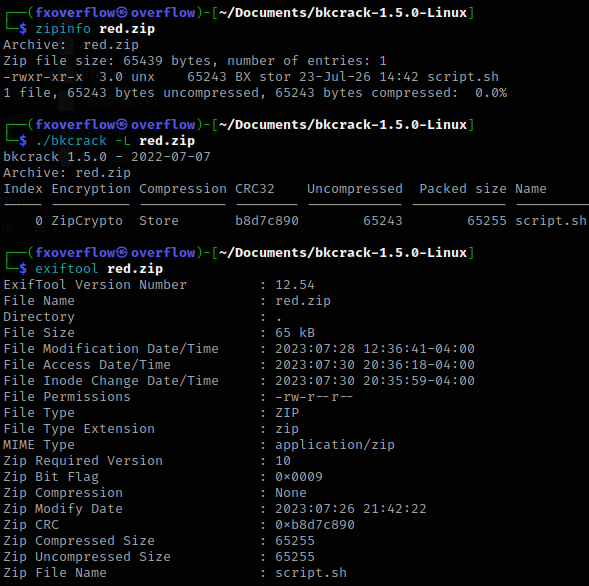 ┌──(fxoverflow㉿overflow)-[~/Documents/bkcrack-1.5.0-Linux]
└─$ zipinfo red.zip
Archive:  red.zip
Zip file size: 65439 bytes, number of entries: 1
-rwxr-xr-x  3.0 unx    65243 BX stor 23-Jul-26 14:42 script.sh
1 file, 65243 bytes uncompressed, 65243 bytes compressed:  0.0%
┌──(fxoverflow㉿overflow)-[~/Documents/bkcrack-1.5.0-Linux]
└─$ ./bkcrack -L red.zip
bkcrack 1.5.0 - 2022-07-07
Archive: red.zip
Index Encryption Compression CRC32    Uncompressed  Packed size Name
----- ---------- ----------- -------- ------------ ------------ ----------
    0 ZipCrypto  Store       b8d7c890        65243        65255 script.sh
┌──(fxoverflow㉿overflow)-[~/Documents/bkcrack-1.5.0-Linux]
└─$ exiftool red.zip
ExifTool Version Number         : 12.54
File Name                       : red.zip
Directory                       : .
File Size                       : 65 kB
File Modification Date/Time     : 2023:07:28 12:36:41-04:00
File Access Date/Time           : 2023:07:30 20:36:18-04:00
File Inode Change Date/Time     : 2023:07:30 20:35:59-04:00
File Permissions                : -rw-r--r--
File Type                       : ZIP
File Type Extension             : zip
MIME Type                       : application/zip
Zip Required Version            : 10
Zip Bit Flag                    : 0x0009
Zip Compression                 : None
Zip Modify Date                 : 2023:07:26 21:42:22
Zip CRC                         : 0xb8d7c890
Zip Compressed Size             : 65255
Zip Uncompressed Size           : 65255
Zip File Name                   : script.sh